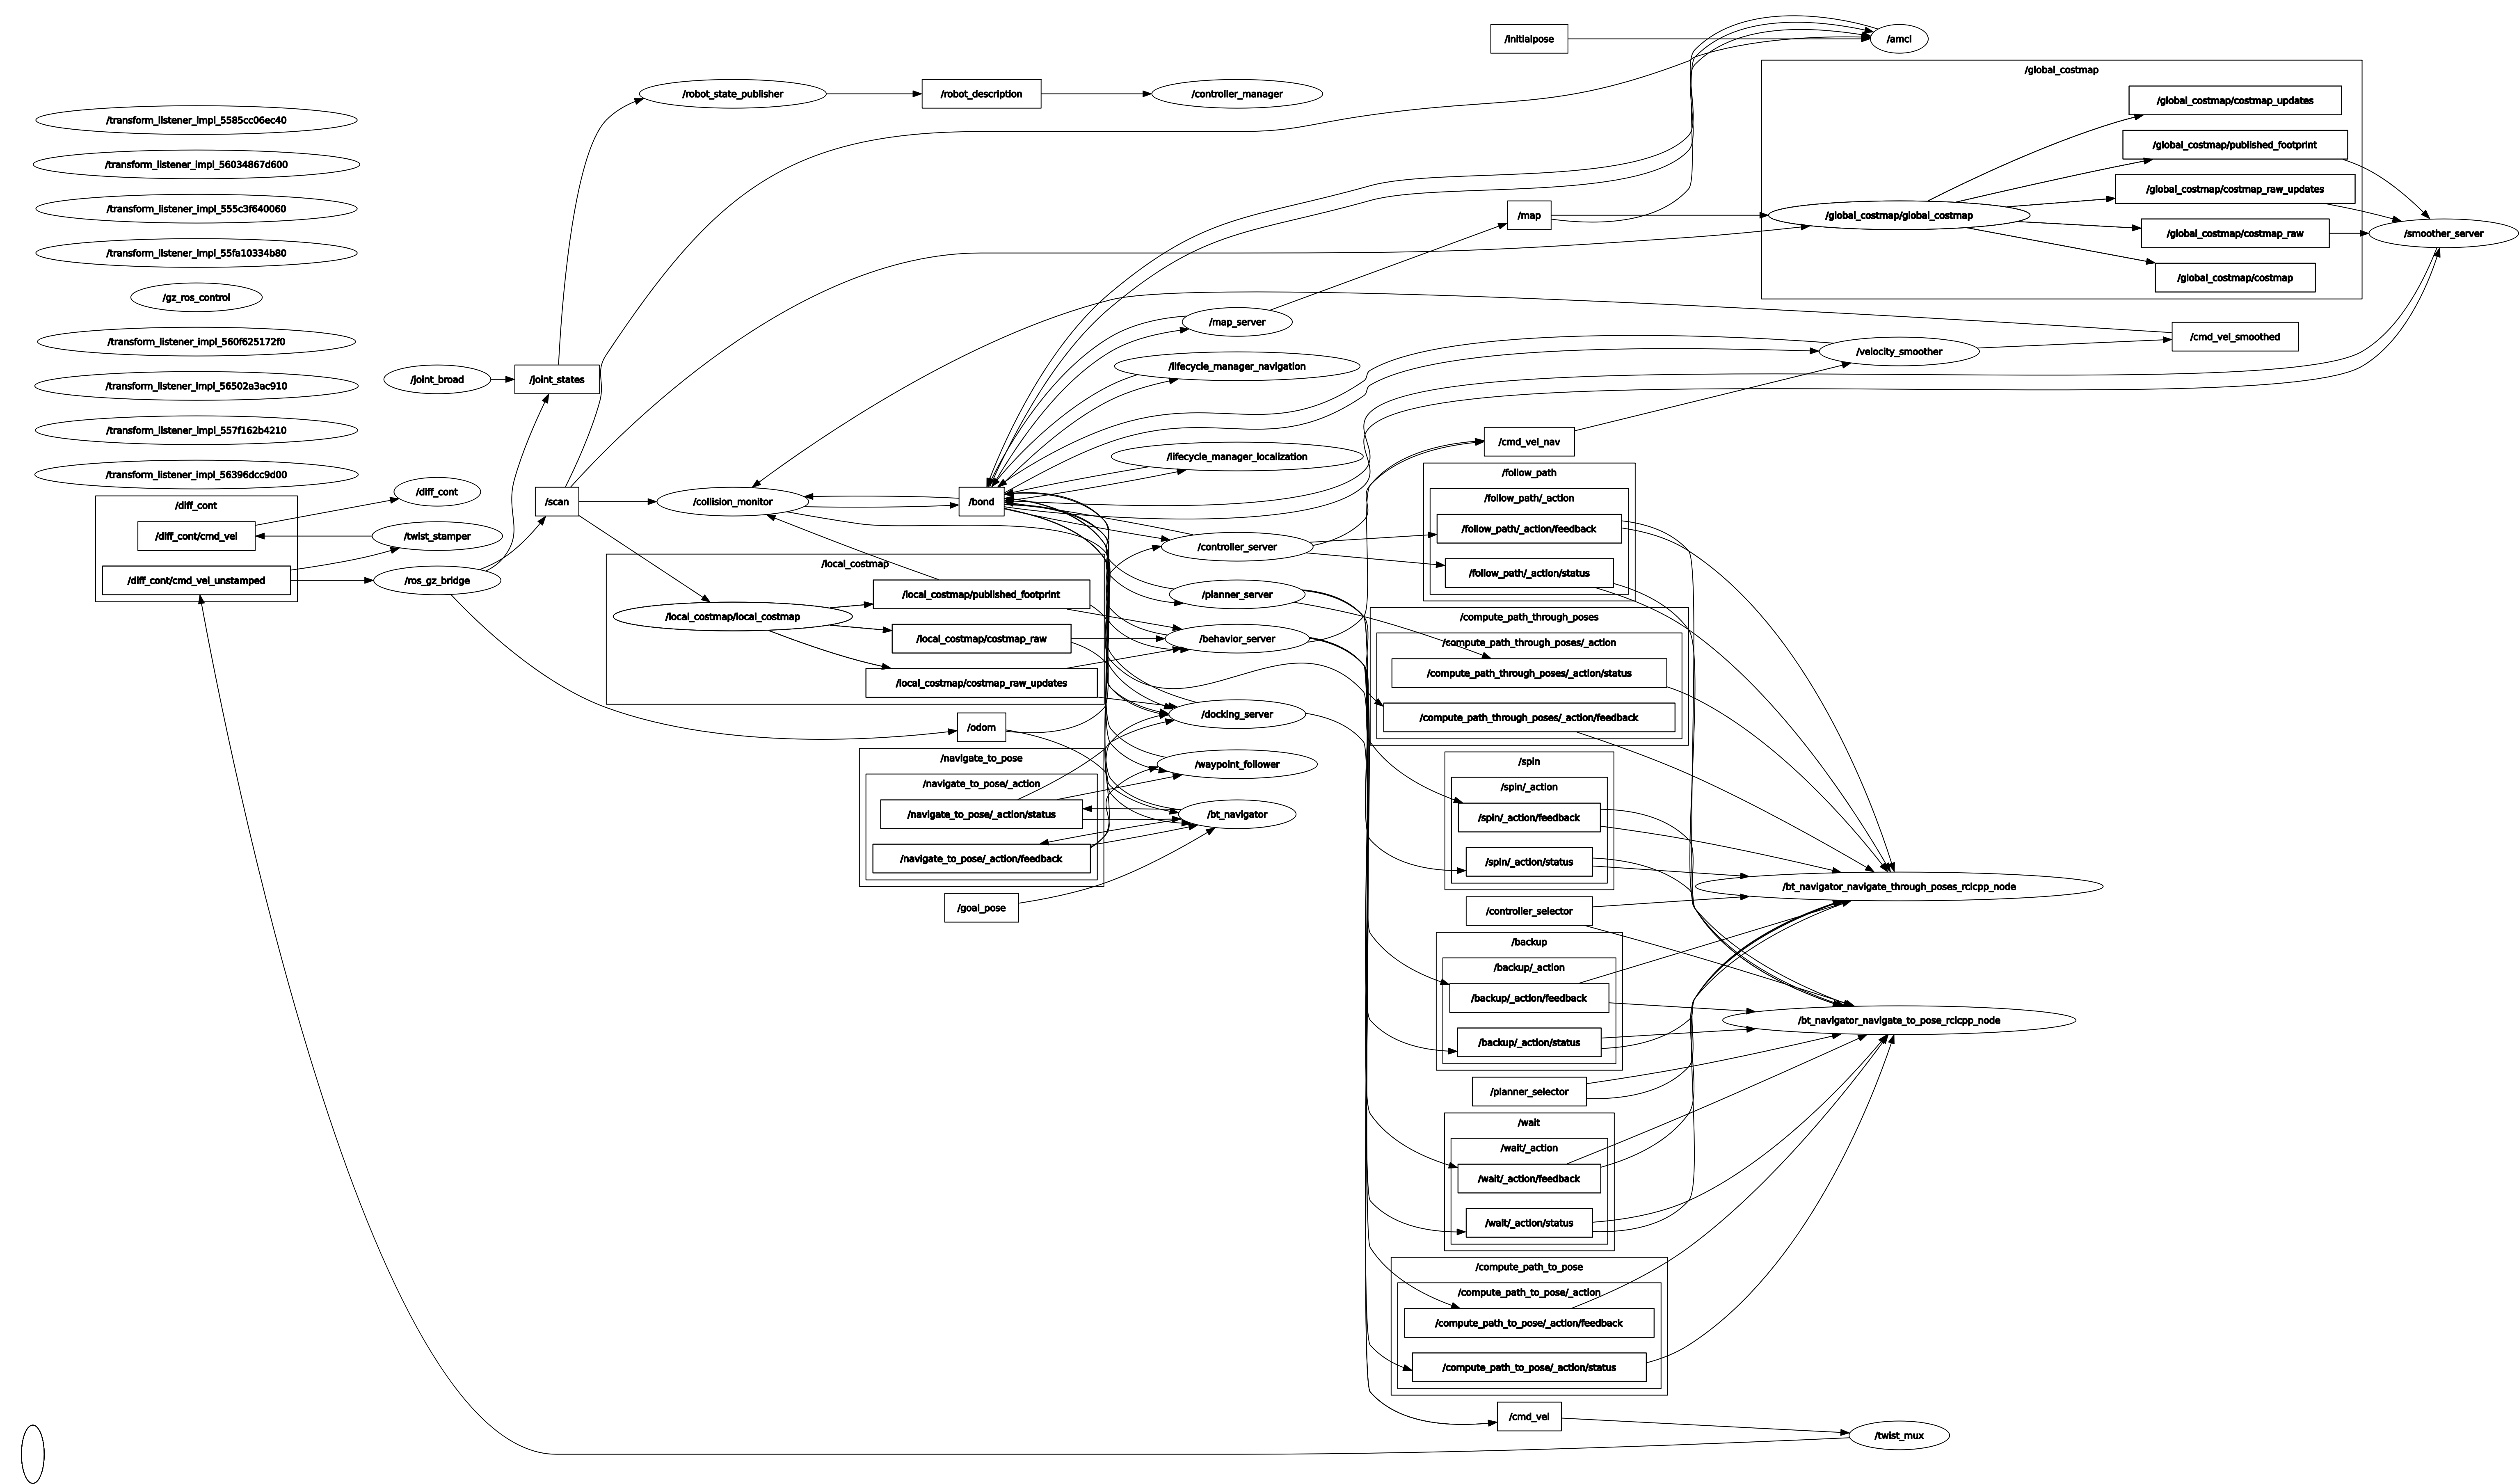 /transform_listener_impl_5585cc06ec40
/transform_listener_impl_56034867d600
/transform_listener_impl_555c3f640060
/transform_listener_impl_55fa10334b80
/gz_ros_control
/transform_listener_impl_560f625172f0
/transform_listener_impl_56502a3ac910
/transform_listener_impl_557f162b4210
/transform_listener_impl_56396dcc9d00
/diff_cont
/diff_cont/cmd_vel
/diff_cont/cmd_vel_unstamped
/joint_broad
/diff_cont
/twist_stamper
/ros_gz_bridge
/joint_states
/scan
/robot_state_publisher
/collision_monitor
/local_costmap
/local_costmap/local_costmap
/local_costmap/published_footprint
/local_costmap/costmap_raw
/local_costmap/costmap_raw_updates
/robot_description
/bond
/odom
/navigate_to_pose
/navigate_to_pose/_action
/navigate_to_pose/_action/status
/navigate_to_pose/_action/feedback
/goal_pose
/controller_manager
/map_server
/lifecycle_manager_navigation
/lifecycle_manager_localization
/controller_server
/planner_server
/behavior_server
/docking_server
/waypoint_follower
/bt_navigator
/initialpose
/map
/cmd_vel_nav
/follow_path
/follow_path/_action
/follow_path/_action/feedback
/follow_path/_action/status
/compute_path_through_poses
/compute_path_through_poses/_action
/compute_path_through_poses/_action/status
/compute_path_through_poses/_action/feedback
/spin
/spin/_action
/spin/_action/feedback
/spin/_action/status
/controller_selector
/backup
/backup/_action
/backup/_action/feedback
/backup/_action/status
/planner_selector
/wait
/wait/_action
/wait/_action/feedback
/wait/_action/status
/compute_path_to_pose
/compute_path_to_pose/_action
/compute_path_to_pose/_action/feedback
/compute_path_to_pose/_action/status
/cmd_vel
/amcl
/global_costmap
/global_costmap/global_costmap
/global_costmap/costmap_updates
/global_costmap/published_footprint
/global_costmap/costmap_raw_updates
/global_costmap/costmap_raw
/global_costmap/costmap
/smoother_server
/velocity_smoother
/cmd_vel_smoothed
/bt_navigator_navigate_through_poses_rclcpp_node
/bt_navigator_navigate_to_pose_rclcpp_node
/twist_mux